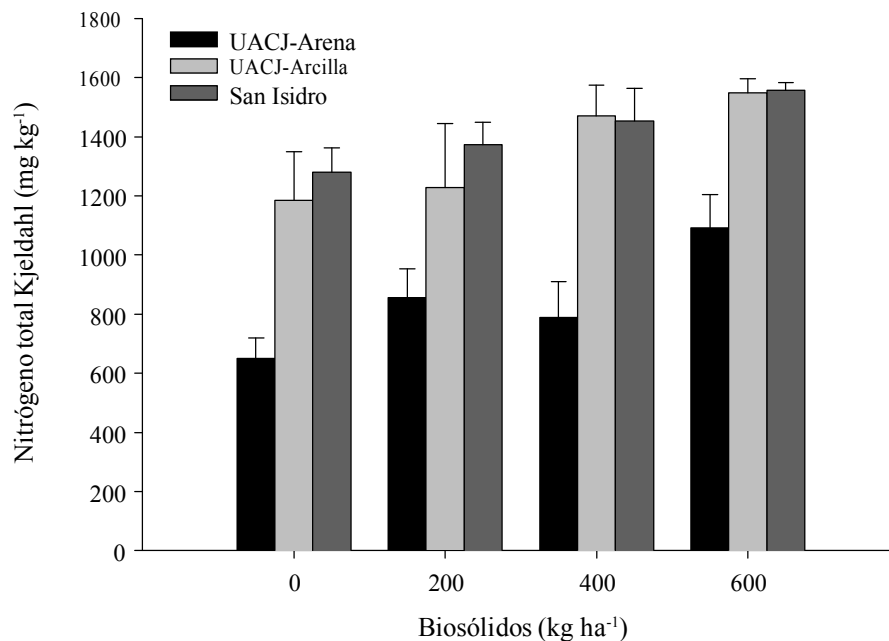 1800
1600
1400
1200
1000
800
600
400
200
0
Nitrógeno total Kjeldahl (mg kg⁻¹)
UACJ-Arena
UACJ-Arcilla
San Isidro
0 200 400 600
Biosólidos (kg ha⁻¹)